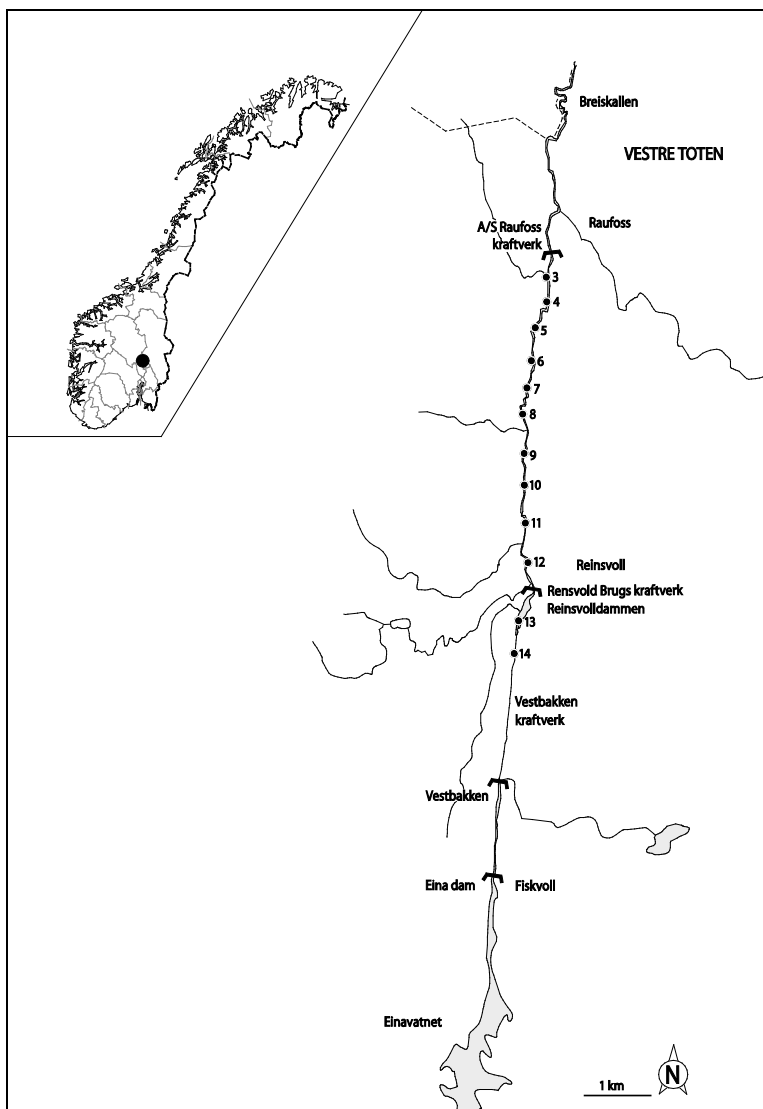 Breiskallen
VESTRE TOTEN
A/S Raufoss
kraftverk
Raufoss
3
4
5
6
7
8
9
10
11
12
Reinsvoll
Rensvold Brugs kraftverk
Reinsvolldammen
13
14
Vestbakken
kraftverk
Vestbakken
Eina dam
Fiskvoll
Einavatnet
1 km
N